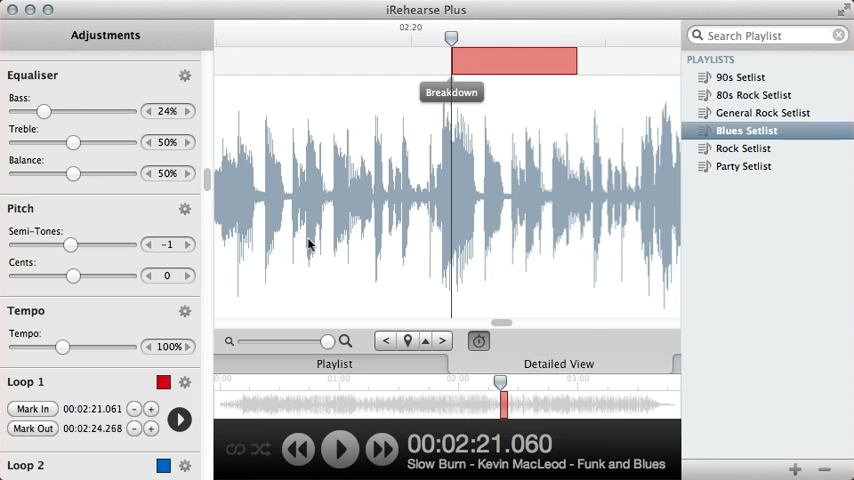 iRehearse Plus
Adjustments
Equaliser
Bass:
24%
Treble:
50%
Balance:
50%
Pitch
Semi-Tones:
-1
Cents:
0
Tempo
Tempo:
100%
Loop 1
Mark In 00:02:21.061 - +
Mark Out 00:02:24.268 - +
Loop 2
02:20
Breakdown
< >
Playlist
Detailed View
0:00 01:00 02:00 03:00
00:02:21.060
Slow Burn - Kevin MacLeod - Funk and Blues
Search Playlist
PLAYLISTS
90s Setlist
80s Rock Setlist
General Rock Setlist
Blues Setlist
Rock Setlist
Party Setlist